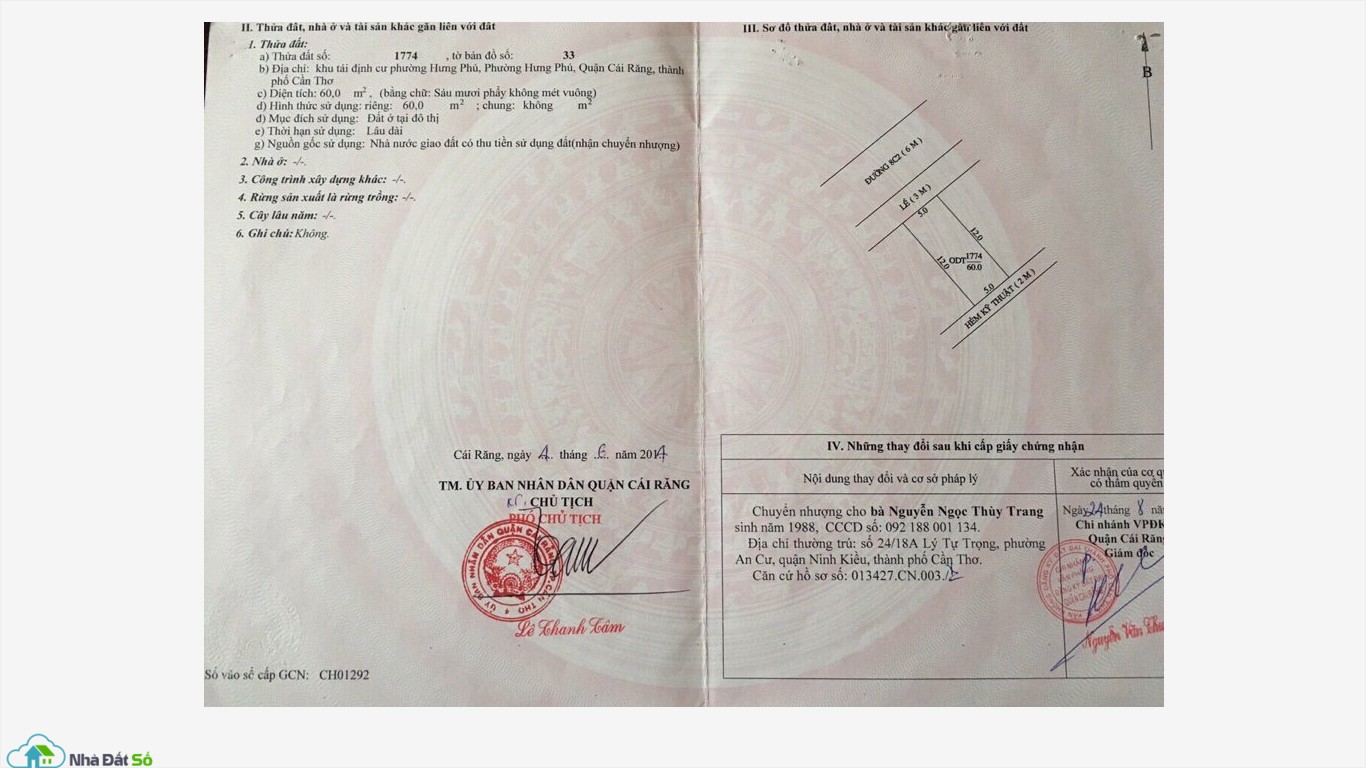 II. Thửa đất, nhà ở và tài sản khác gắn liền với đất
1. Thửa đất:
a) Thửa đất số: 1774 , tờ bản đồ số: 33
b) Địa chỉ: khu tái định cư phường Hưng Phú, Phường Hưng Phú, Quận Cái Răng, thành
phố Cần Thơ
c) Diện tích: 60,0 m², (bằng chữ: Sáu mươi phẩy không mét vuông)
d) Hình thức sử dụng: riêng: 60,0 m² ; chung: không m²
đ) Mục đích sử dụng: Đất ở tại đô thị
e) Thời hạn sử dụng: Lâu dài
g) Nguồn gốc sử dụng: Nhà nước giao đất có thu tiền sử dụng đất(nhận chuyển nhượng)
2. Nhà ở: -/-.
3. Công trình xây dựng khác: -/-.
4. Rừng sản xuất là rừng trồng: -/-.
5. Cây lâu năm: -/-.
6. Ghi chú: Không.
Cái Răng, ngày 4 tháng 6 năm 2014
TM. ỦY BAN NHÂN DÂN QUẬN CÁI RĂNG
KT. CHỦ TỊCH
PHÓ CHỦ TỊCH
Lê Thanh Tâm
Số vào sổ cấp GCN: CH01292
III. Sơ đồ thửa đất, nhà ở và tài sản khác gắn liền với đất
B
ĐƯỜNG 8C2 ( 6 M )
LỀ ( 3 M )
5.0
12.0
12.0
ODT 1774
60.0
5.0
HẺM KỸ THUẬT ( 2 M )
IV. Những thay đổi sau khi cấp giấy chứng nhận
Nội dung thay đổi và cơ sở pháp lý
Xác nhận của cơ qu
có thẩm quyền
Chuyển nhượng cho bà Nguyễn Ngọc Thùy Trang
sinh năm 1988, CCCD số: 092 188 001 134.
Địa chỉ thường trú: số 24/18A Lý Tự Trọng, phường
An Cư, quận Ninh Kiều, thành phố Cần Thơ.
Căn cứ hồ sơ số: 013427.CN.003./
Ngày 24 tháng 8 nă
Chi nhánh VPĐK
Quận Cái Răng
Giám đốc
Nguyễn Văn
Nhà Đất Số